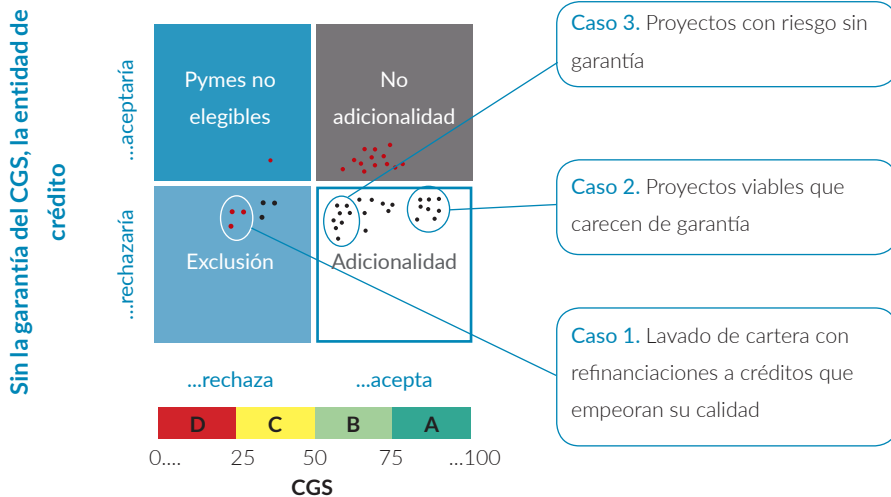 Sin la garantía del CGS, la entidad de
crédito
...aceptaría
...rechazaría
Pymes no
elegibles
No
adicionalidad
Exclusión
Adicionalidad
...rechaza
...acepta
D
C
B
A
0....
25
50
75
...100
CGS
Caso 3. Proyectos con riesgo sin
garantía
Caso 2. Proyectos viables que
carecen de garantía
Caso 1. Lavado de cartera con
refinanciaciones a créditos que
empeoran su calidad